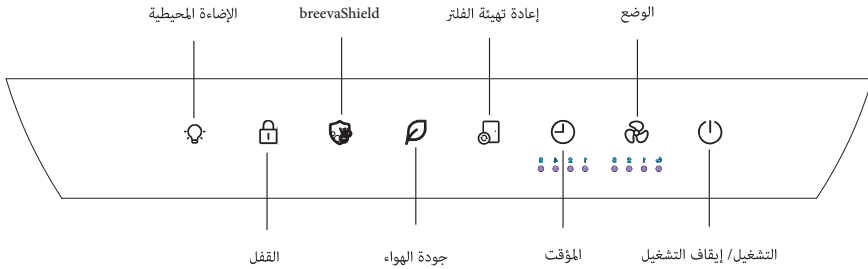 الوضع
إعادة تهيئة الفلتر
breevaShield
الإضاءة المحيطية
التشغيل/ إيقاف التشغيل
المؤقت
جودة الهواء
القفل